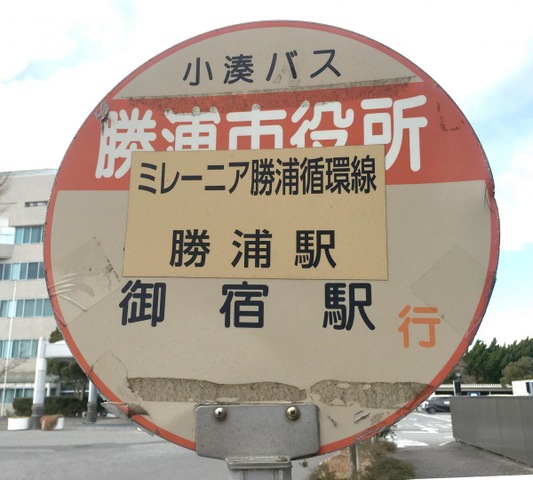 小湊バス
勝浦市役所
ミレーニア勝浦循環線
勝浦駅
御宿駅 行